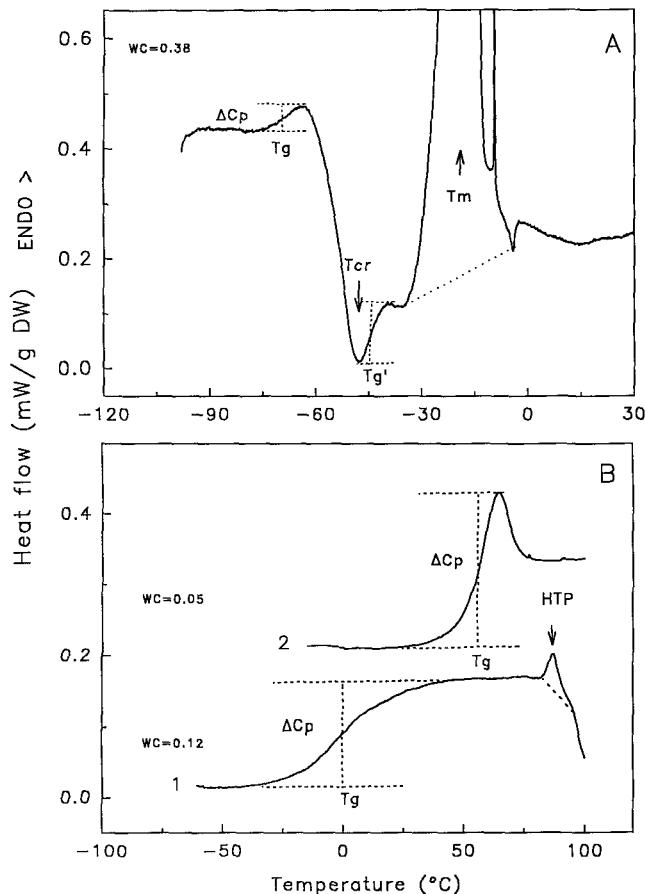 A
WC=0.38
0.6
0.4
0.2
0.0
ΔCp
Tg
Tcr
Tg'
Tm
-120
-90
-60
-30
0
30
Heat flow (mW/g DW) ENDO >
B
0.4
0.2
0.0
WC=0.05
ΔCp
2
Tg
HTP
WC=0.12
ΔCp
1
Tg
-100
-50
0
50
100
Temperature (°C)